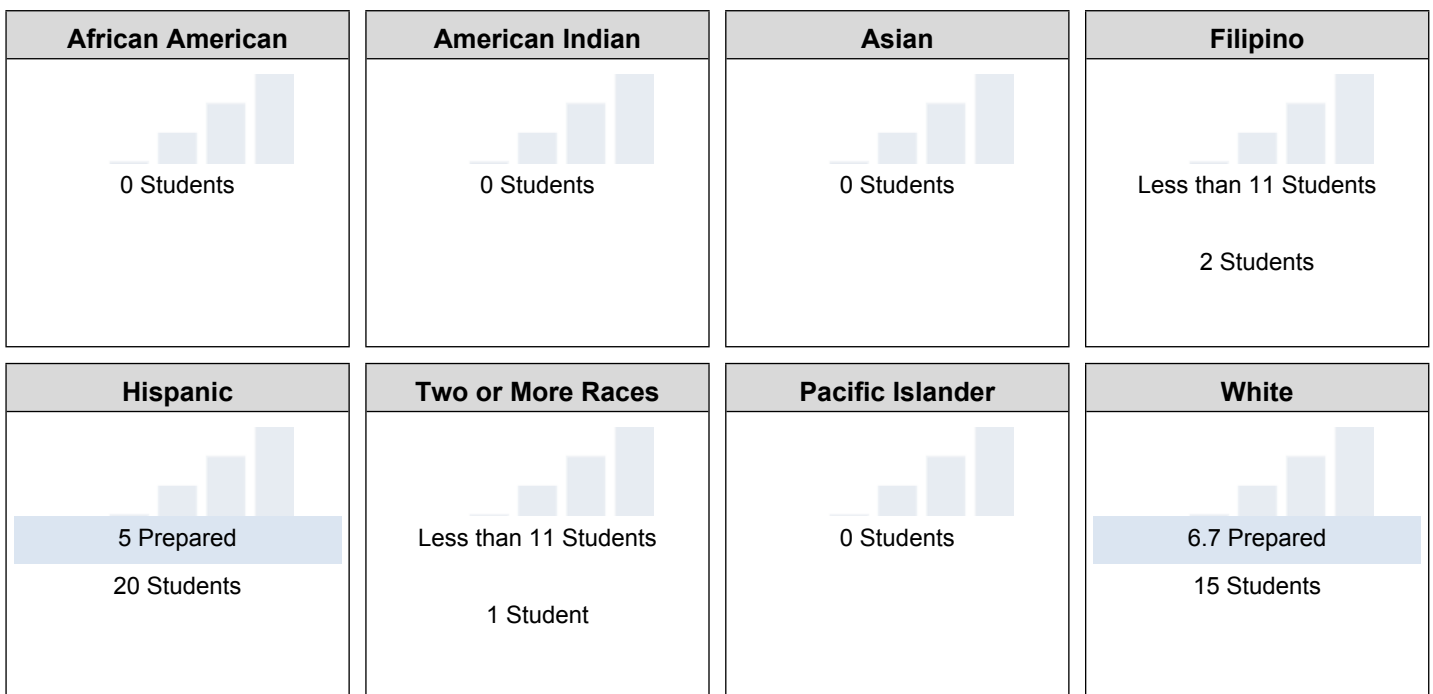 African American
0 Students
American Indian
0 Students
Asian
0 Students
Filipino
Less than 11 Students
2 Students
Hispanic
5 Prepared
20 Students
Two or More Races
Less than 11 Students
1 Student
Pacific Islander
0 Students
White
6.7 Prepared
15 Students